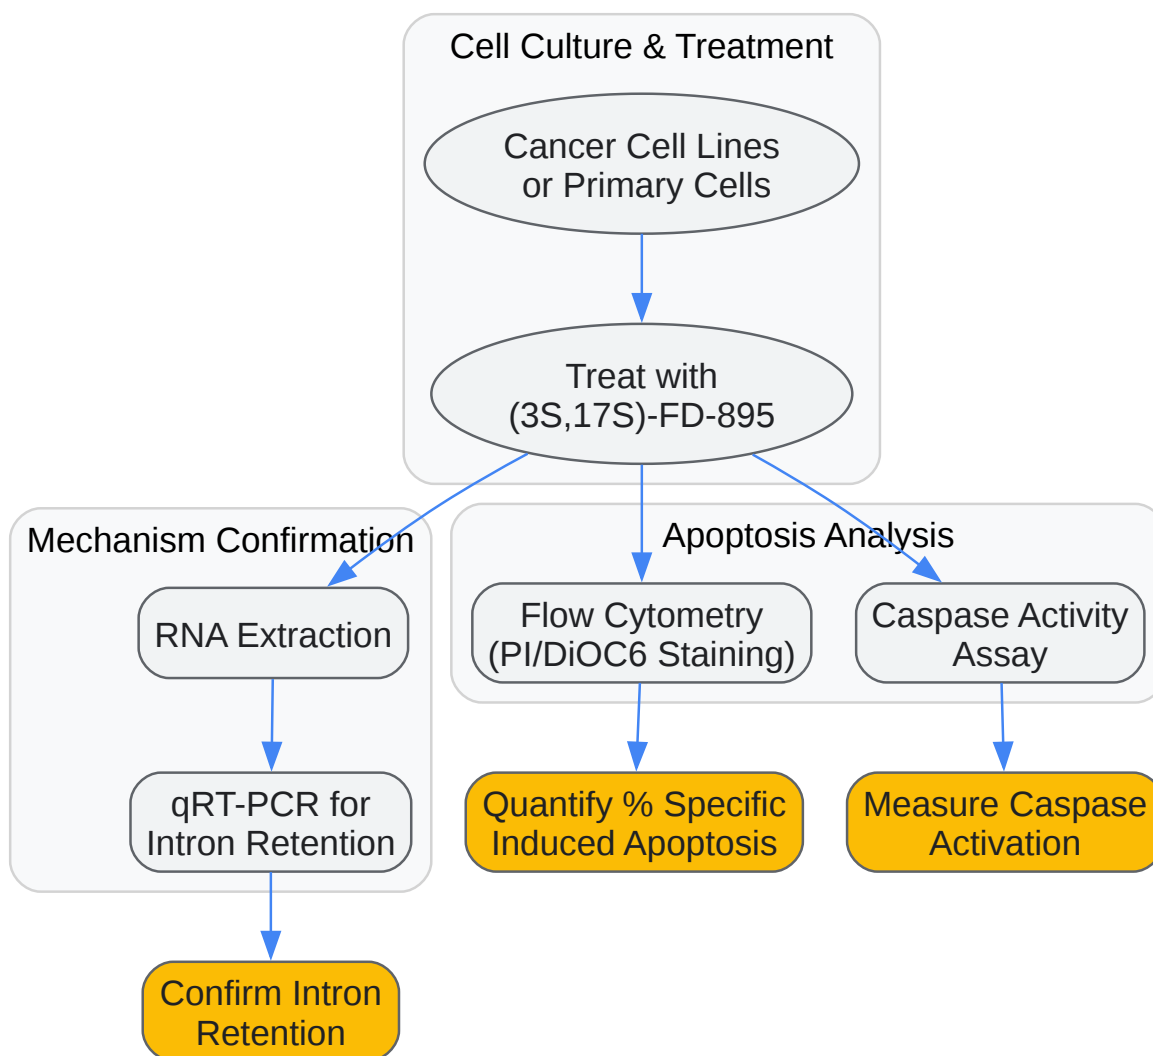 Cell Culture & Treatment
Cancer Cell Lines
or Primary Cells
Treat with
(3S,17S)-FD-895
Mechanism Confirmation
RNA Extraction
qRT-PCR for
Intron Retention
Confirm Intron
Retention
Apoptosis Analysis
Flow Cytometry
(PI/DiOC6 Staining)
Quantify % Specific
Induced Apoptosis
Caspase Activity
Assay
Measure Caspase
Activation